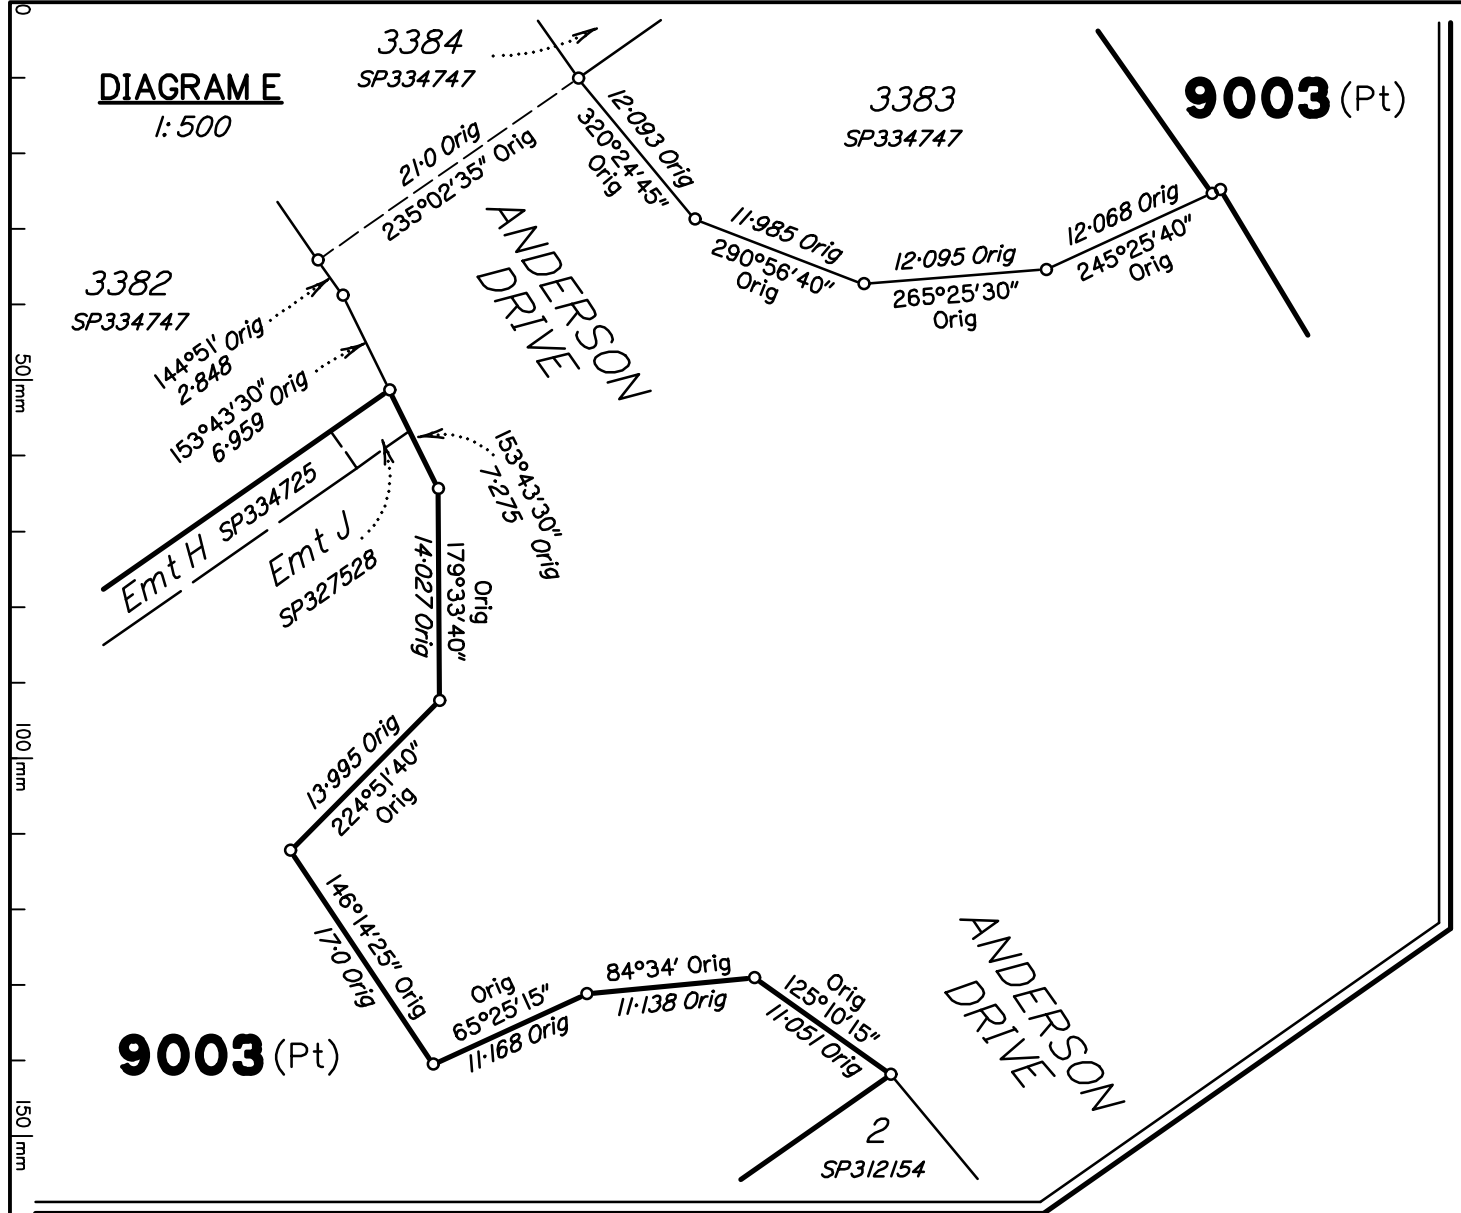 0
DIAGRAM E
1:500
3384
SP334747
3383
SP334747
9003 (Pt)
21·0 Orig
235°02'35" Orig
12·093 Orig
320°24'45"
Orig
11·985 Orig
290°56'40"
Orig
12·095 Orig
265°25'30"
Orig
12·068 Orig
245°25'40"
Orig
ANDERSON
DRIVE
3382
SP334747
144°51' Orig
2·848
153°43'30" Orig
6·959
50 mm
Emt H SP334725
Emt J
SP327528
153°43'30" Orig
7·275
Orig
179°33'40"
14·027 Orig
100 mm
13·995 Orig
224°51'40"
Orig
146°14'25" Orig
17·0 Orig
Orig
65°25'15"
11·168 Orig
84°34' Orig
11·138 Orig
Orig
125°10'15"
11·051 Orig
ANDERSON
DRIVE
9003 (Pt)
150 mm
2
SP312154